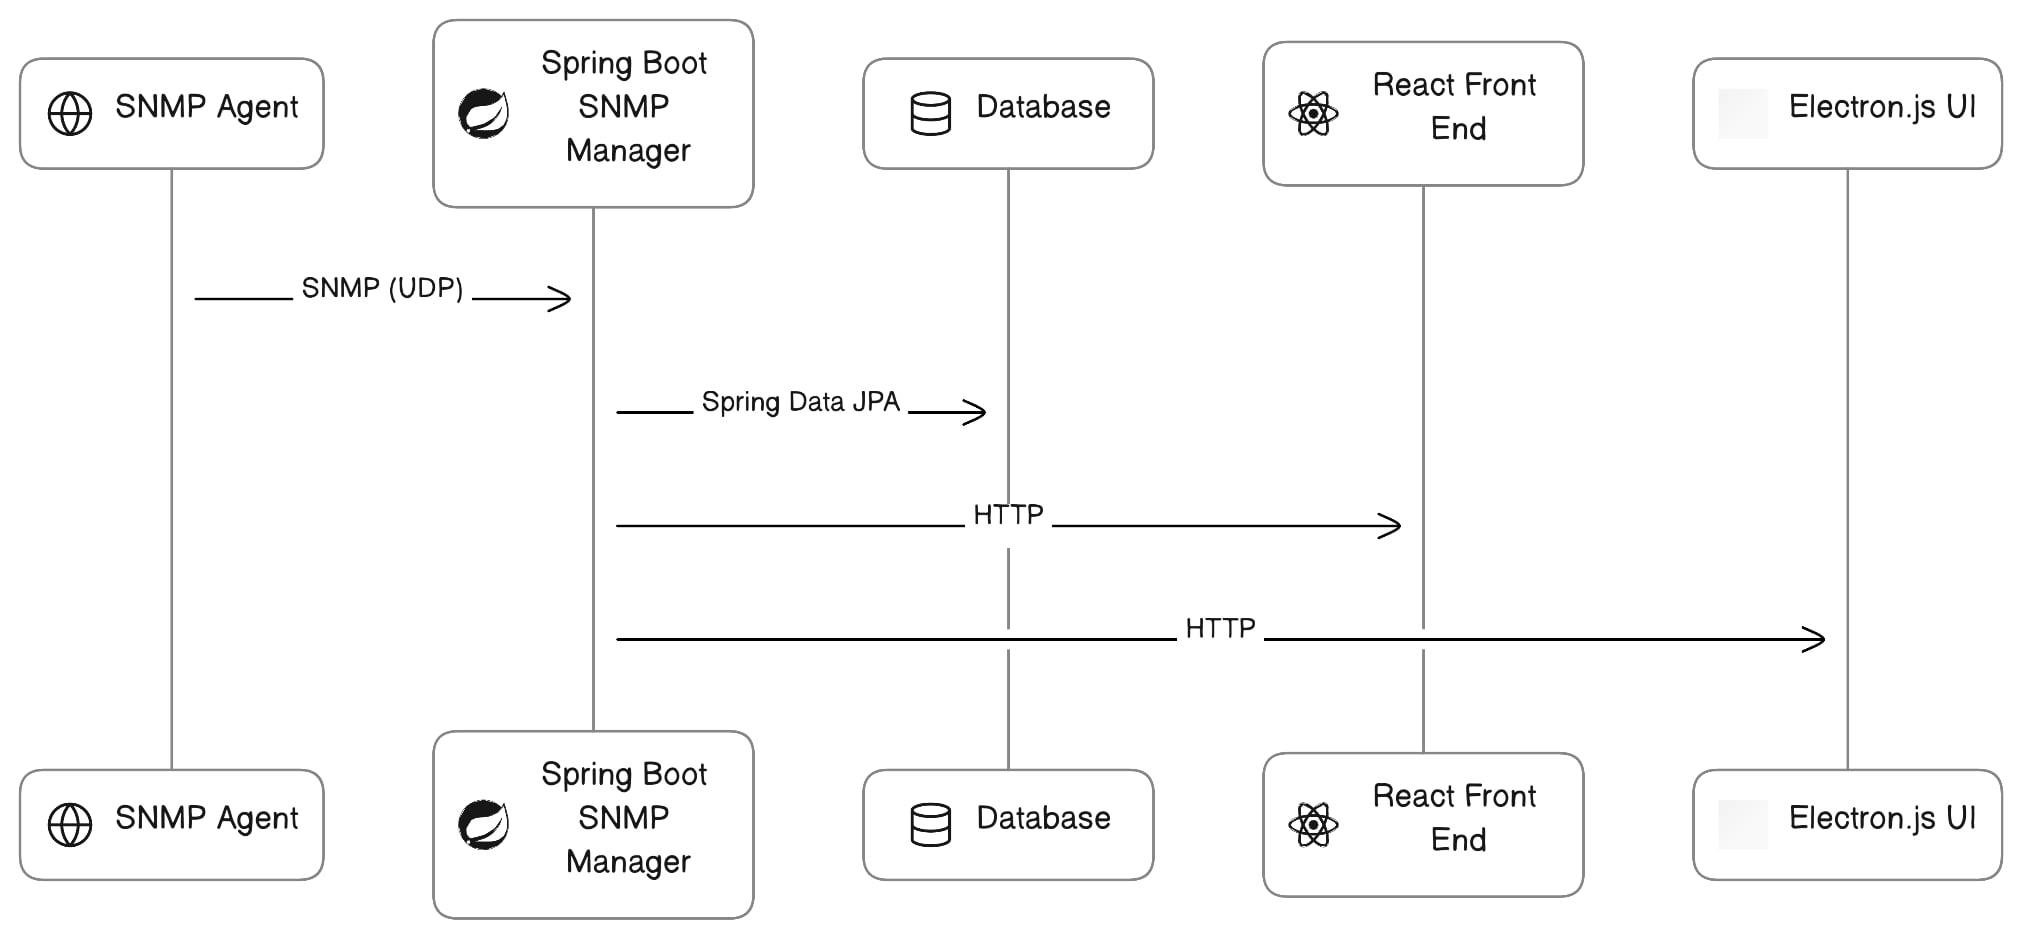 SNMP Agent
Spring Boot
SNMP
Manager
Database
React Front
End
Electron.js UI
SNMP (UDP)
Spring Data JPA
HTTP
HTTP
SNMP Agent
Spring Boot
SNMP
Manager
Database
React Front
End
Electron.js UI